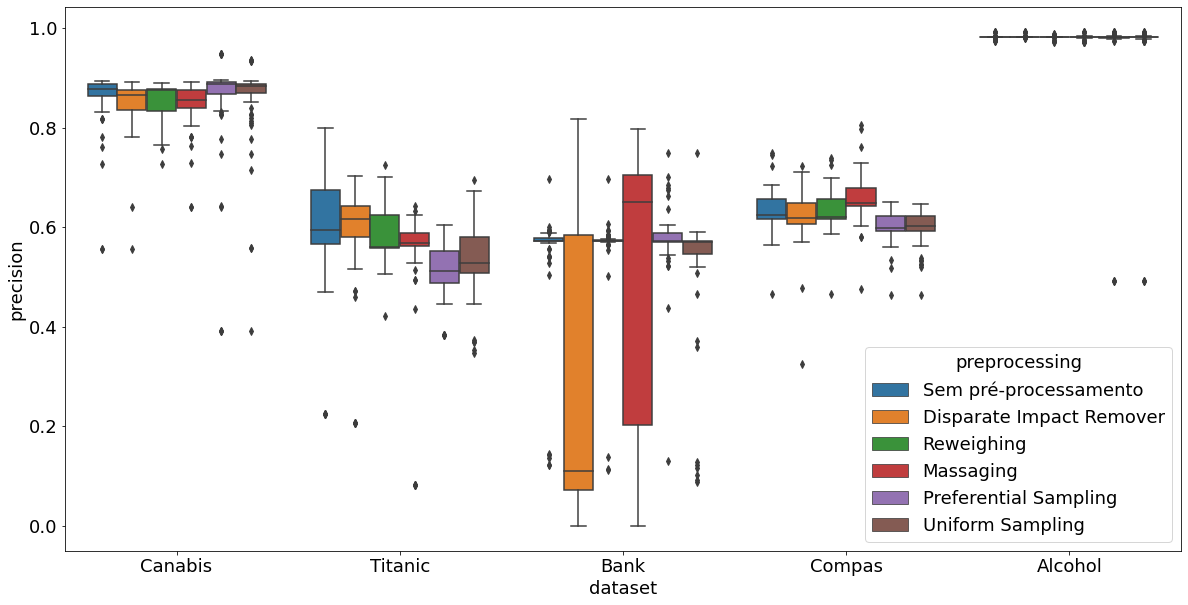 1.0
0.8
0.6
0.4
0.2
0.0
precision
Canabis
Titanic
Bank
Compas
Alcohol
dataset
preprocessing
Sem pré-processamento
Disparate Impact Remover
Reweighing
Massaging
Preferential Sampling
Uniform Sampling